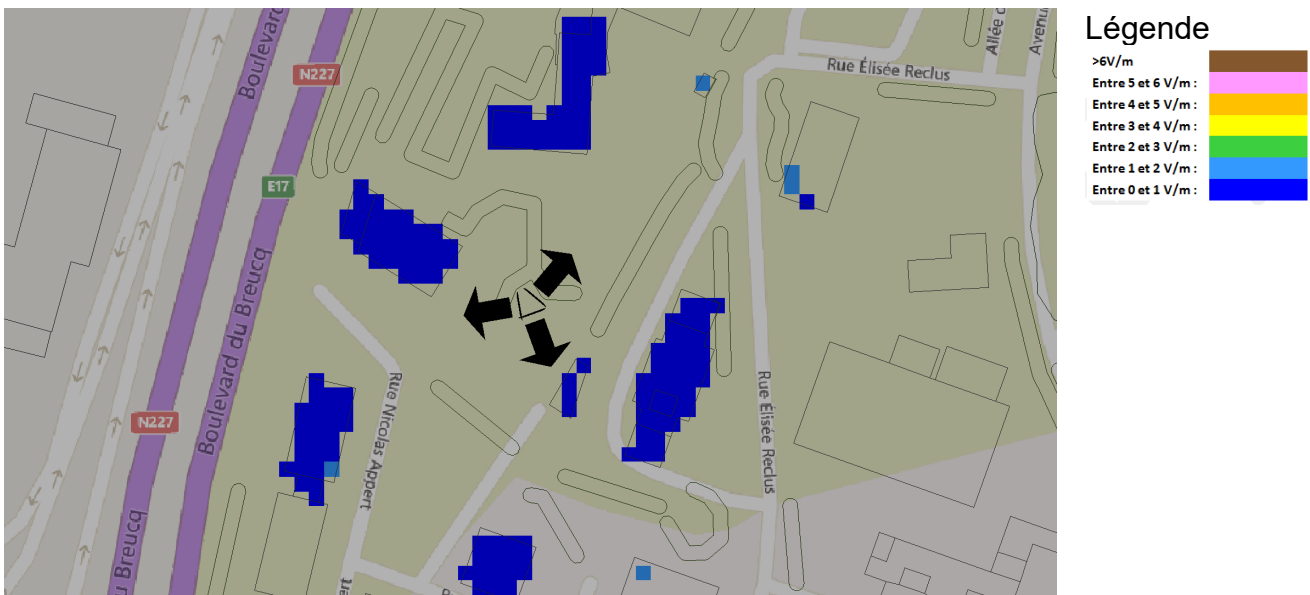 Boulevard
N227
E17
Boulevard du Breucq
N227
u Breucq
Rue Nicolas Appert
Rue Élisée Reclus
Rue Élisée Reclus
Avenu
Légende
>6V/m
Entre 5 et 6 V/m :
Entre 4 et 5 V/m :
Entre 3 et 4 V/m :
Entre 2 et 3 V/m :
Entre 1 et 2 V/m :
Entre 0 et 1 V/m :